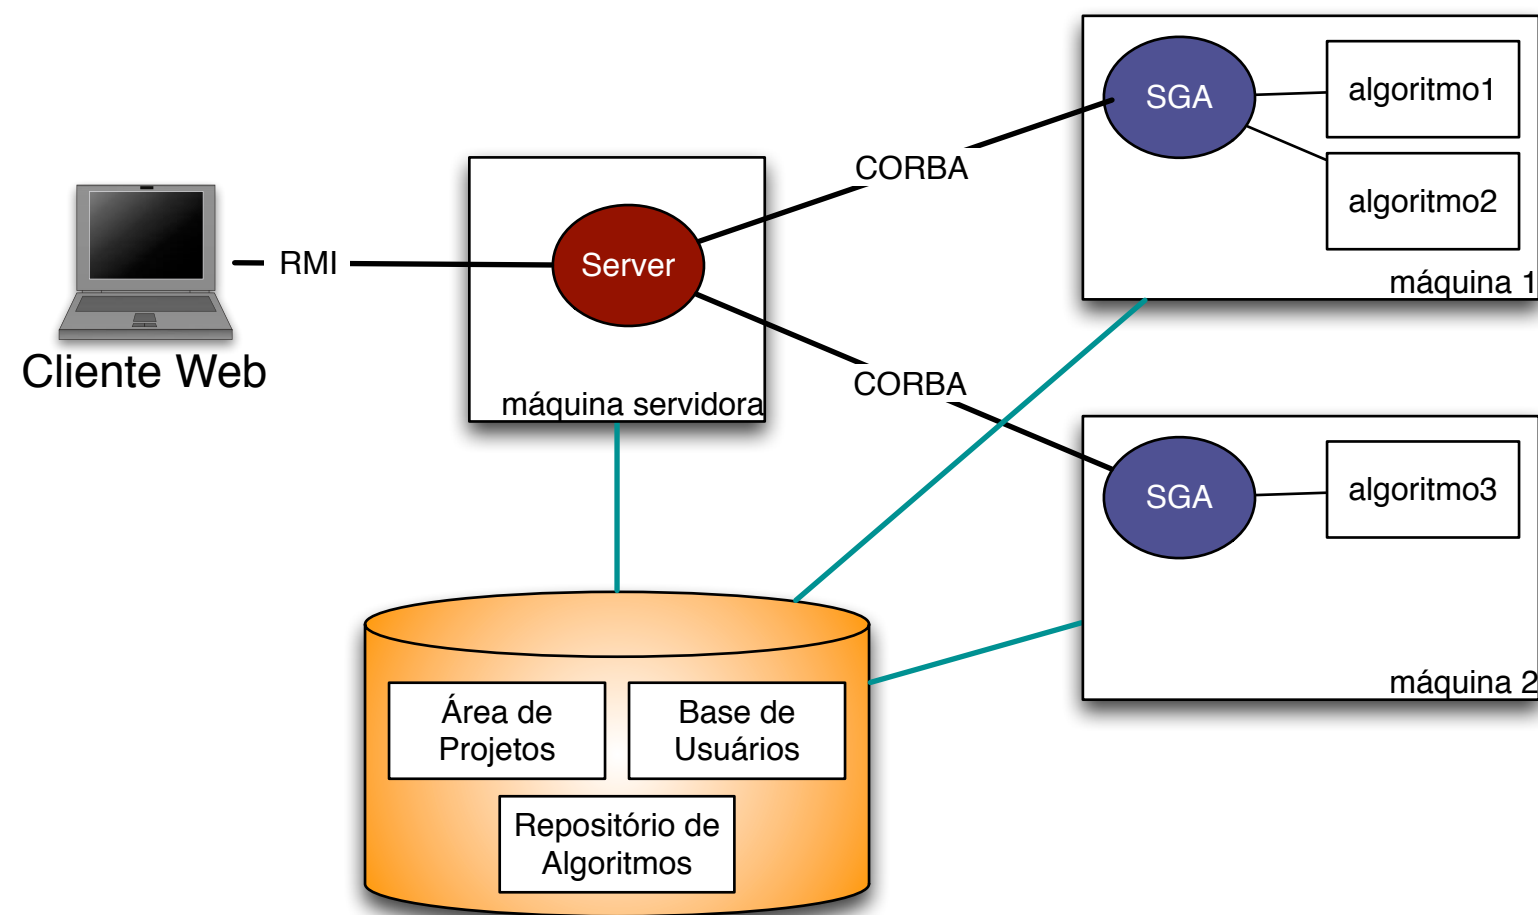 SGA
algoritmo1
algoritmo2
máquina 1
CORBA
RMI
Server
máquina servidora
Cliente Web
CORBA
SGA
algoritmo3
máquina 2
Área de
Projetos
Base de
Usuários
Repositório de
Algoritmos